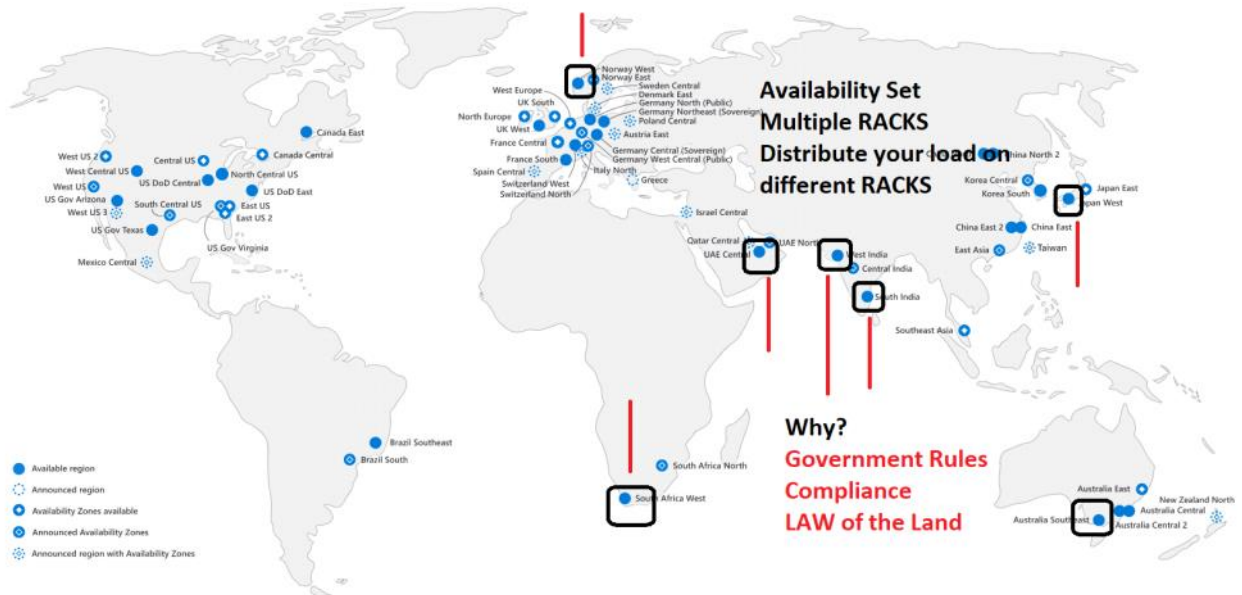 Norway West
Norway East
West Europe
Sweden Central
Denmark East
UK South
Germany North (Public)
Germany Northeast (Sovereign)
North Europe
Poland Central
UK West
Austria East
France Central
Germany Central (Sovereign)
Germany West Central (Public)
France South
Italy North
Spain Central
Greece
Switzerland West
Switzerland North
Israel Central
Availability Set
Multiple RACKS
Distribute your load on
different RACKS
Canada East
West US 2
Central US
Canada Central
West Central US
North Central US
West US
US DoD Central
US DoD East
US Gov Arizona
South Central US
East US
West US 3
East US 2
US Gov Texas
US Gov Virginia
Mexico Central
China North 2
Korea Central
Japan East
Korea South
Japan West
China East 2
China East
East Asia
Taiwan
Qatar Central
UAE North
UAE Central
West India
Central India
South India
Southeast Asia
Why?
Government Rules
Compliance
LAW of the Land
Brazil Southeast
Brazil South
South Africa North
South Africa West
Australia East
New Zealand North
Australia Central
Australia Southeast
Australia Central 2
Available region
Announced region
Availability Zones available
Announced Availability Zones
Announced region with Availability Zones